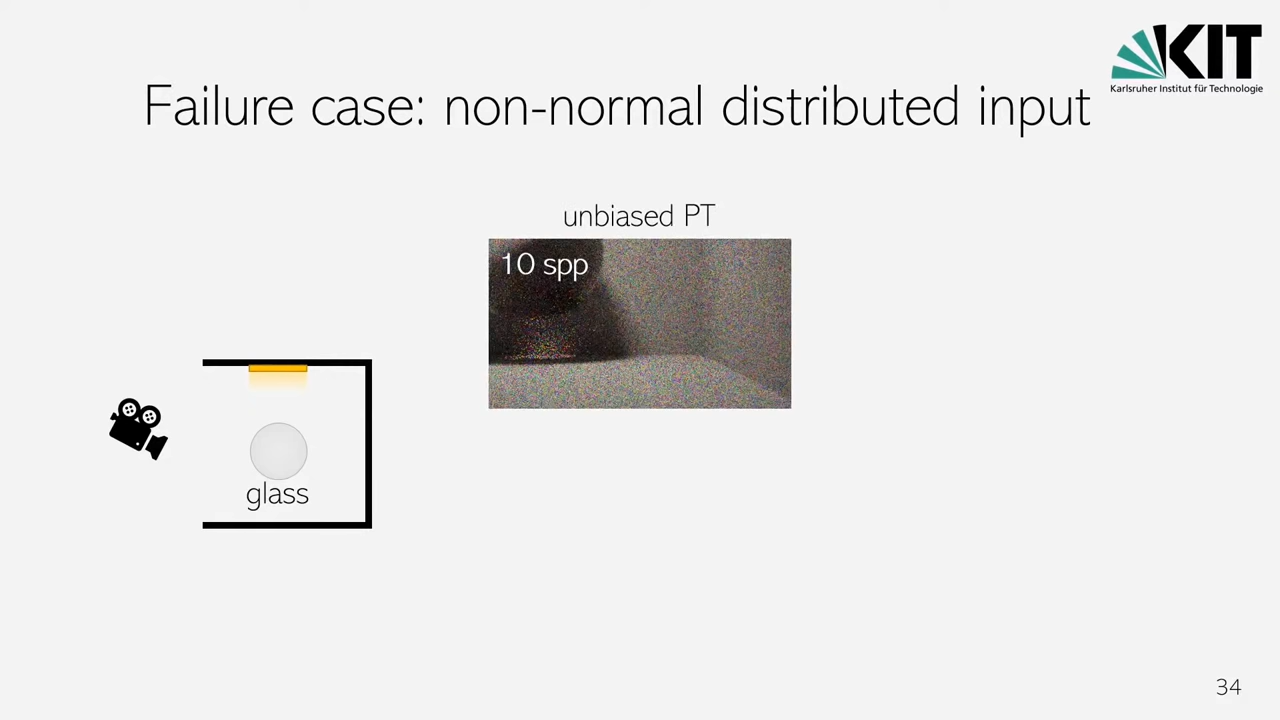 KIT
Karlsruher Institut für Technologie
Failure case: non-normal distributed input
unbiased PT
10 spp
glass
34